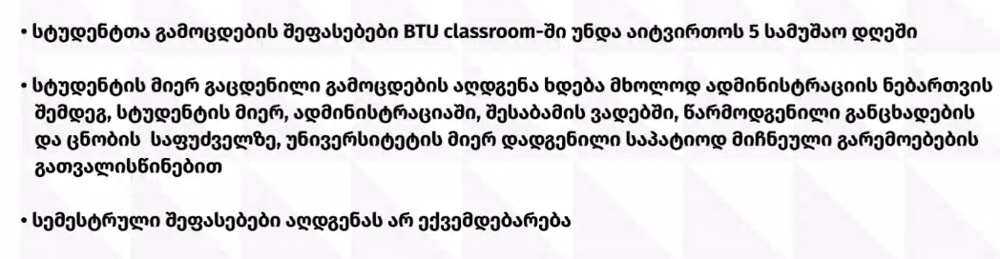 • სტუდენტთა გამოცდების შეფასებები BTU classroom-ში უნდა აიტვირთოს 5 სამუშაო დღეში
• სტუდენტის მიერ გაცდენილი გამოცდების აღდგენა ხდება მხოლოდ ადმინისტრაციის ნებართვის
შემდეგ, სტუდენტის მიერ, ადმინისტრაციაში, შესაბამის ვადებში, წარმოდგენილი განცხადების
და ცნობის საფუძველზე, უნივერსიტეტის მიერ დადგენილი საპატიოდ მიჩნეული გარემოებების
გათვალისწინებით
• სემესტრული შეფასებები აღდგენას არ ექვემდებარება